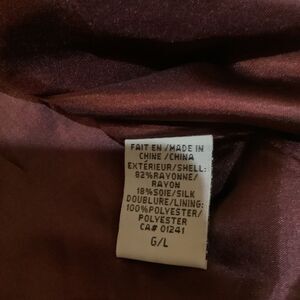 FAIT EN /MADE IN
CHINE /CHINA
EXTÉRIEUR/SHELL:
82%RAYONNE/
RAYON
18%SOIE/SILK
DOUBLURE/LINING:
100%POLYESTER/
POLYESTER
CA# 01241
G/L